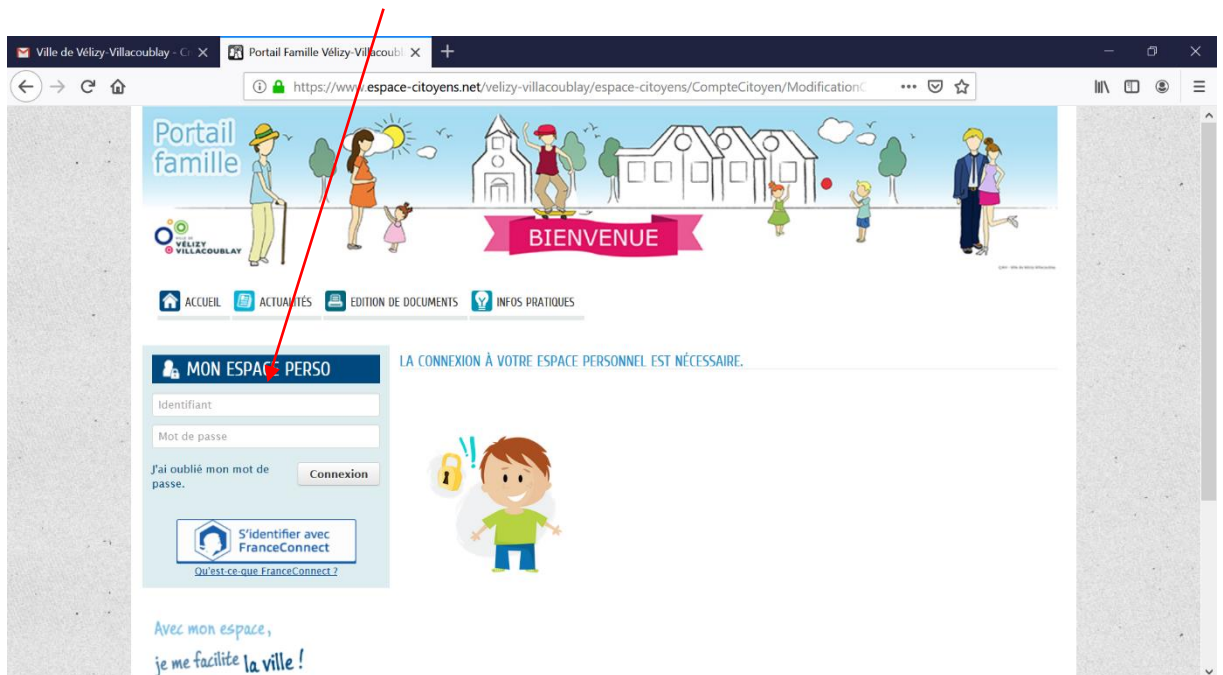 Ville de Vélizy-Villacoublay - C
Portail Famille Vélizy-Villacoubl
https://www.espace-citoyens.net/velizy-villacoublay/espace-citoyens/CompteCitoyen/ModificationC
Portail
famille
VILLE DE
VÉLIZY
VILLACOUBLAY
BIENVENUE
ACCUEIL ACTUALITÉS EDITION DE DOCUMENTS INFOS PRATIQUES
MON ESPACE PERSO
LA CONNEXION À VOTRE ESPACE PERSONNEL EST NÉCESSAIRE.
Identifiant
Mot de passe
J'ai oublié mon mot de
passe.
Connexion
S'identifier avec
FranceConnect
Qu'est-ce-que FranceConnect ?
Avec mon espace,
je me facilite la ville !